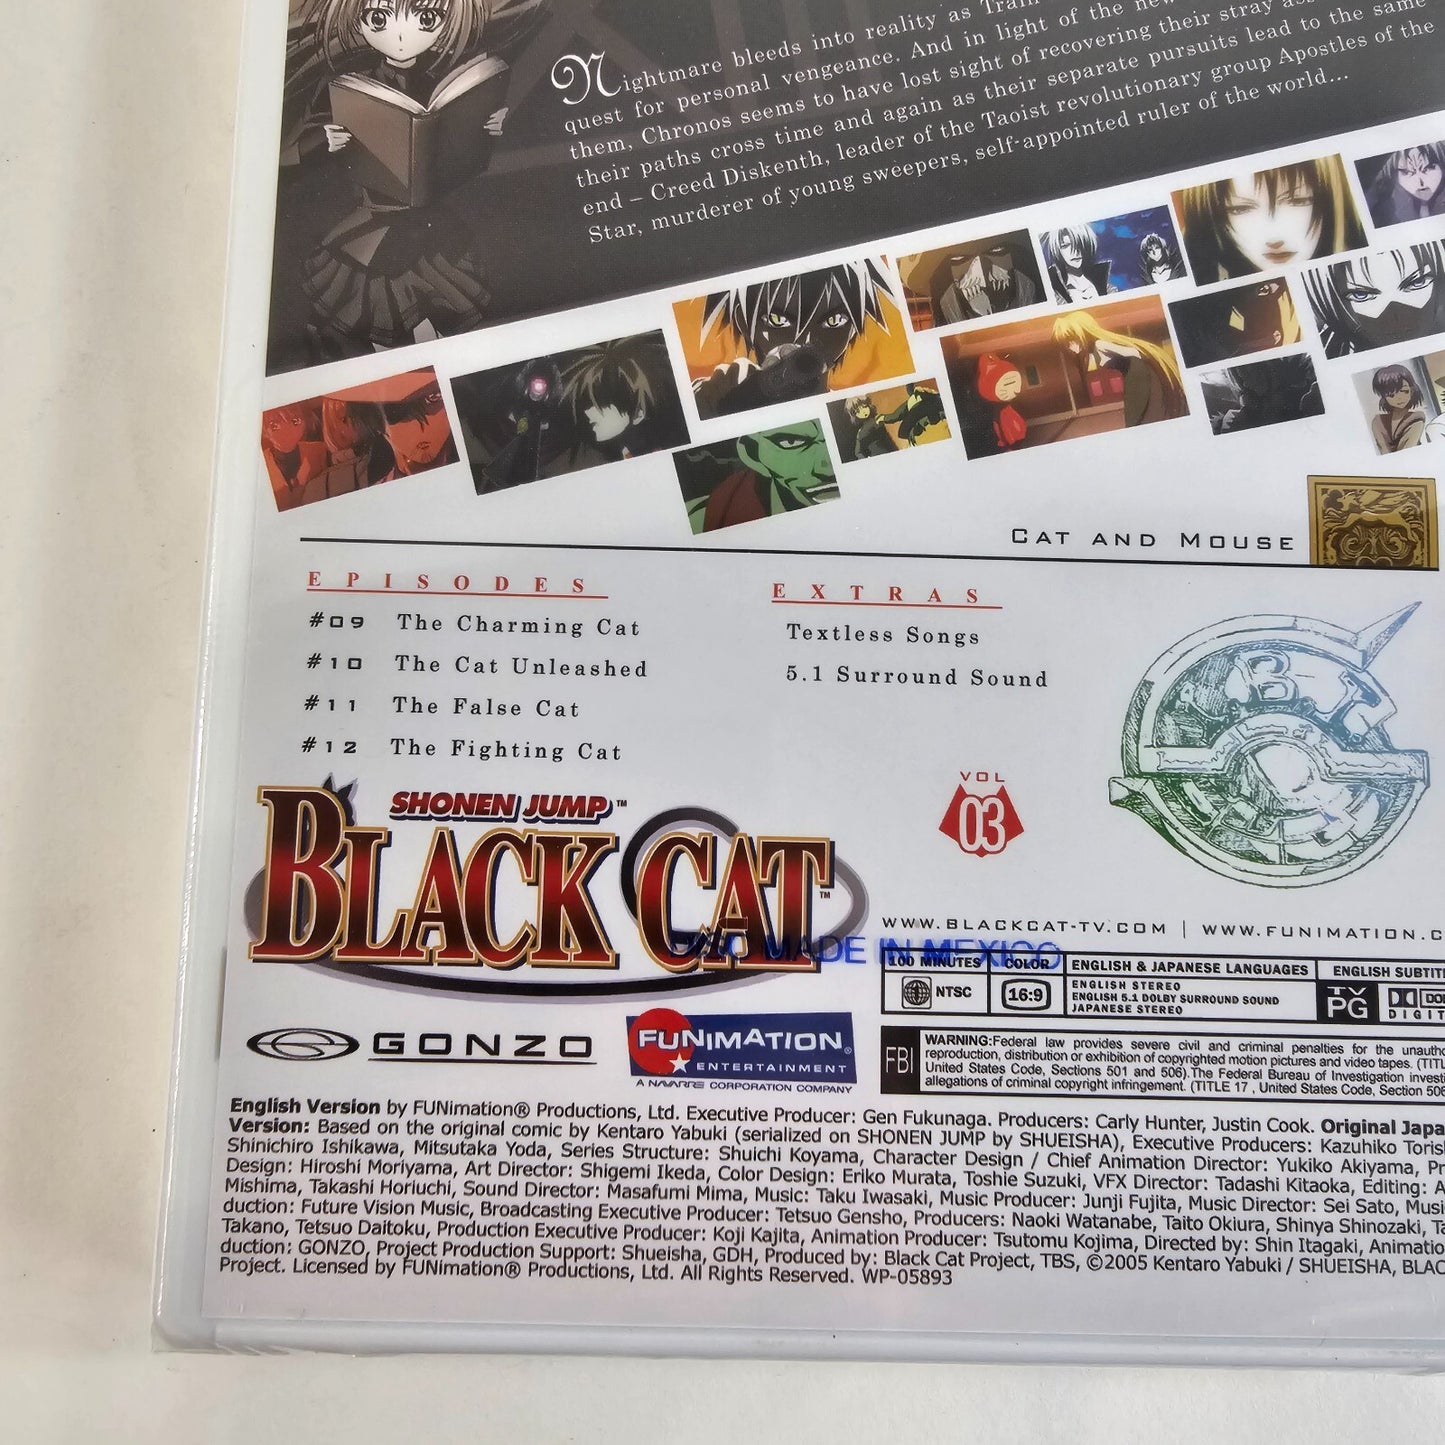 Nightmare bleeds into reality as Train
quest for personal vengeance. And in light of the new
them, Chronos seems to have lost sight of recovering their stray
their paths cross time and again as their separate pursuits lead to the same
end – Creed Diskenth, leader of the Taoist revolutionary group Apostles of the
Star, murderer of young sweepers, self-appointed ruler of the world...
CAT AND MOUSE
EPISODES
#09 The Charming Cat
#10 The Cat Unleashed
#11 The False Cat
#12 The Fighting Cat
EXTRAS
Textless Songs
5.1 Surround Sound
SHONEN JUMP™
BLACK CAT™
VOL
03
WWW.BLACKCAT-TV.COM | WWW.FUNIMATION.C
DISC MADE IN MEXICO
100 MINUTES COLOR ENGLISH & JAPANESE LANGUAGES ENGLISH SUBTIT
NTSC 16:9
ENGLISH STEREO
ENGLISH 5.1 DOLBY SURROUND SOUND
JAPANESE STEREO
TV
PG
DIGIT
GONZO
FUNIMATION®
ENTERTAINMENT
A NAVARRE CORPORATION COMPANY
FBI
WARNING:Federal law provides severe civil and criminal penalties for the unautho
reproduction, distribution or exhibition of copyrighted motion pictures and video tapes. (TITL
United States Code, Sections 501 and 506).The Federal Bureau of Investigation investi
allegations of criminal copyright infringement. (TITLE 17 , United States Code, Section 506
English Version by FUNimation® Productions, Ltd. Executive Producer: Gen Fukunaga. Producers: Carly Hunter, Justin Cook. Original Japa
Version: Based on the original comic by Kentaro Yabuki (serialized on SHONEN JUMP by SHUEISHA), Executive Producers: Kazuhiko Toris
Shinichiro Ishikawa, Mitsutaka Yoda, Series Structure: Shuichi Koyama, Character Design / Chief Animation Director: Yukiko Akiyama, Pr
Design: Hiroshi Moriyama, Art Director: Shigemi Ikeda, Color Design: Eriko Murata, Toshie Suzuki, VFX Director: Tadashi Kitaoka, Editing: A
Mishima, Takashi Horiuchi, Sound Director: Masafumi Mima, Music: Taku Iwasaki, Music Producer: Junji Fujita, Music Director: Sei Sato, Musi
duction: Future Vision Music, Broadcasting Executive Producer: Tetsuo Gensho, Producers: Naoki Watanabe, Taito Okiura, Shinya Shinozaki, Ta
Takano, Tetsuo Daitoku, Production Executive Producer: Koji Kajita, Animation Producer: Tsutomu Kojima, Directed by: Shin Itagaki, Animation
duction: GONZO, Project Production Support: Shueisha, GDH, Produced by: Black Cat Project, TBS, ©2005 Kentaro Yabuki / SHUEISHA, BLAC
Project. Licensed by FUNimation® Productions, Ltd. All Rights Reserved. WP-05893